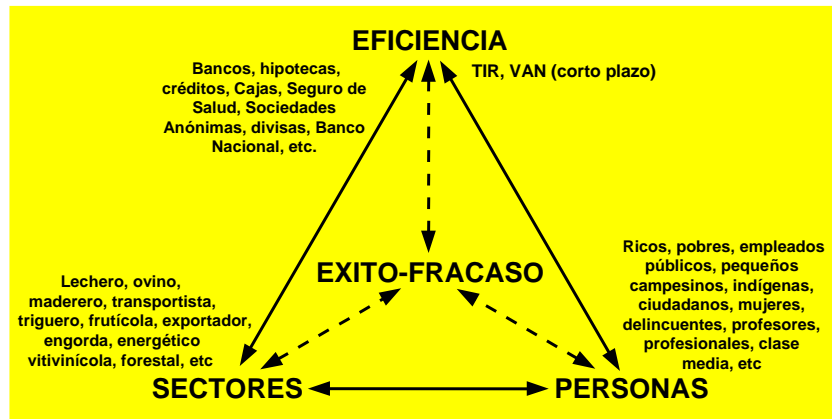 EFICIENCIA
Bancos, hipotecas,
créditos, Cajas, Seguro de
Salud, Sociedades
Anónimas, divisas, Banco
Nacional, etc.
TIR, VAN (corto plazo)
EXITO-FRACASO
Lechero, ovino,
maderero, transportista,
triguero, frutícola, exportador,
engorda, energético
vitivinícola, forestal, etc
Ricos, pobres, empleados
públicos, pequeños
campesinos, indígenas,
ciudadanos, mujeres,
delincuentes, profesores,
profesionales, clase
media, etc
SECTORES
PERSONAS